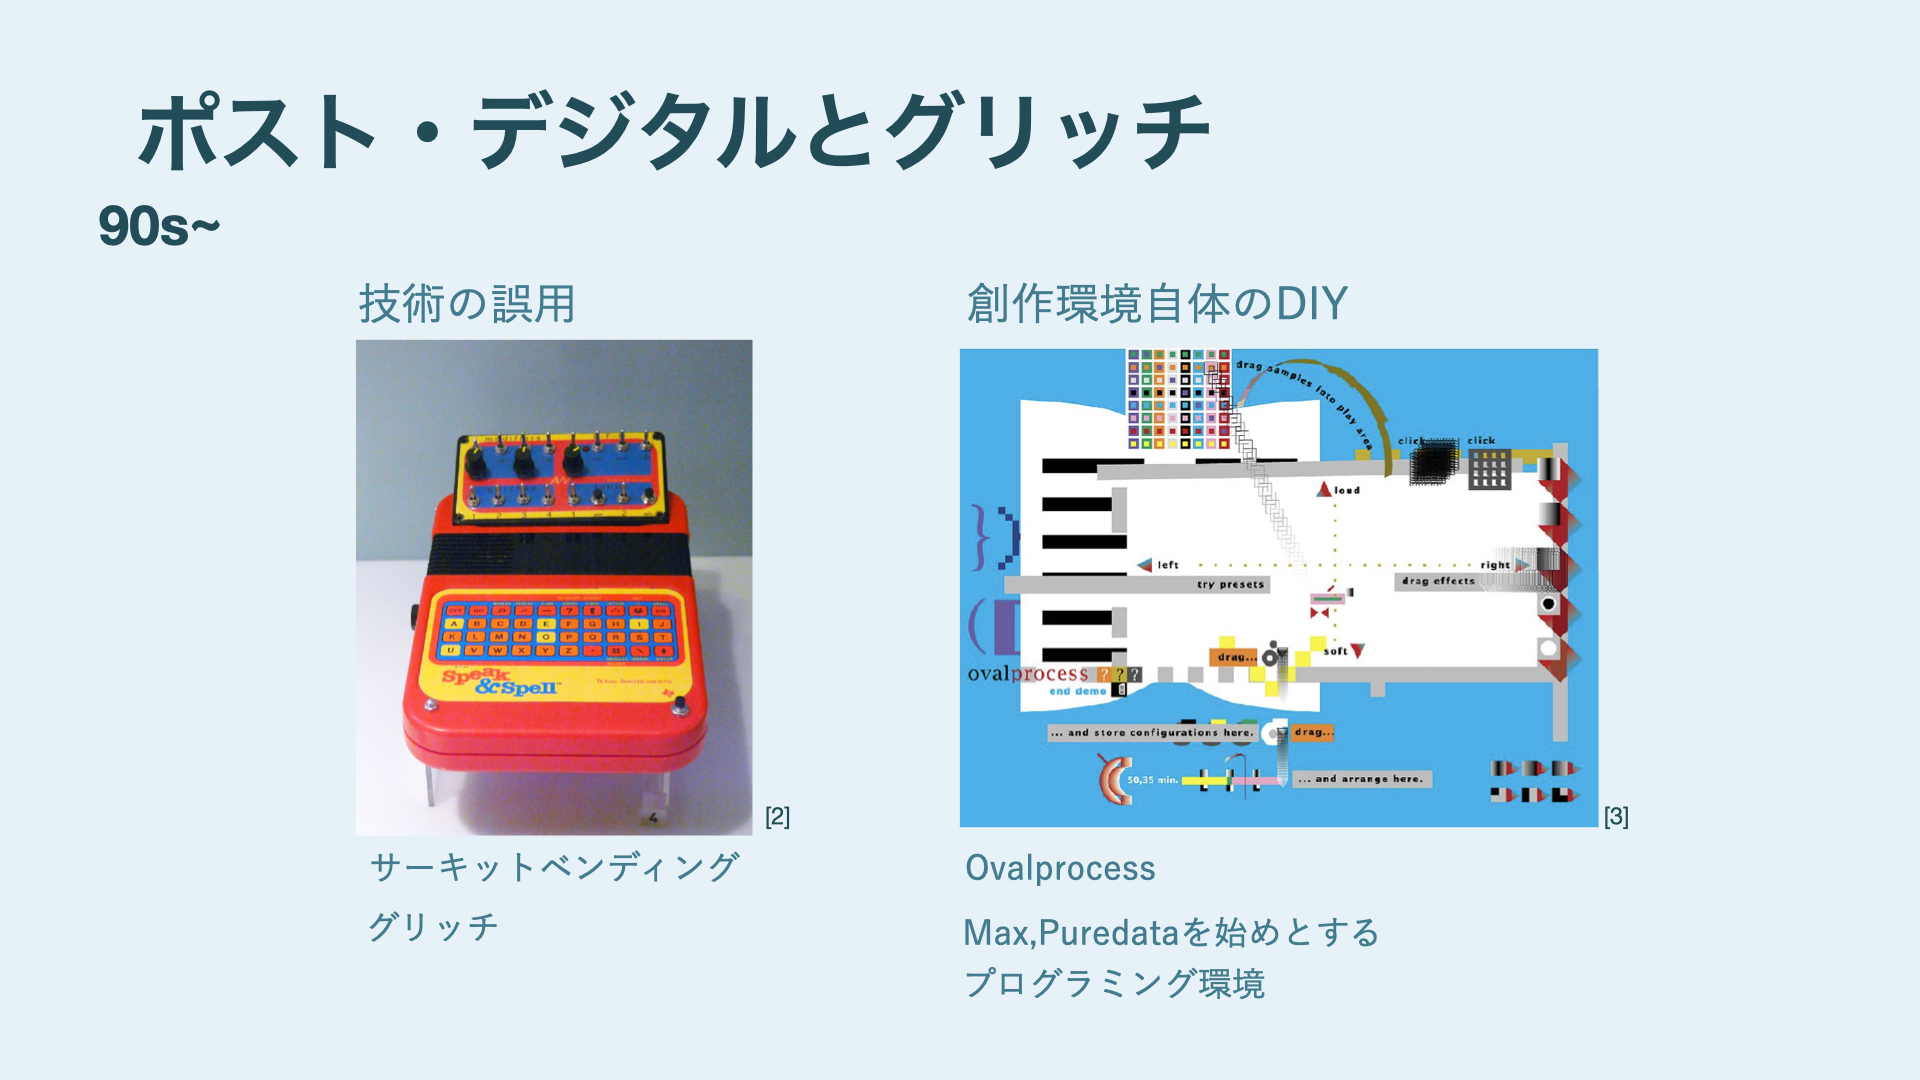 ポスト・デジタルとグリッチ
90s~
技術の誤用
創作環境自体のDIY
Speak
&Spell™
TEXAS INSTRUMENTS
A B C D E F G H I J
K L M N O P Q R S T
U V W X Y Z
4
[2]
drag samples into play area
click
click
loud
left
right
try presets
drag effects
soft
drag...
ovalprocess ???
end demo
... and store configurations here.
drag...
50,35 min.
... and arrange here.
[3]
サーキットベンディング
グリッチ
Ovalprocess
Max,Puredataを始めとする
プログラミング環境